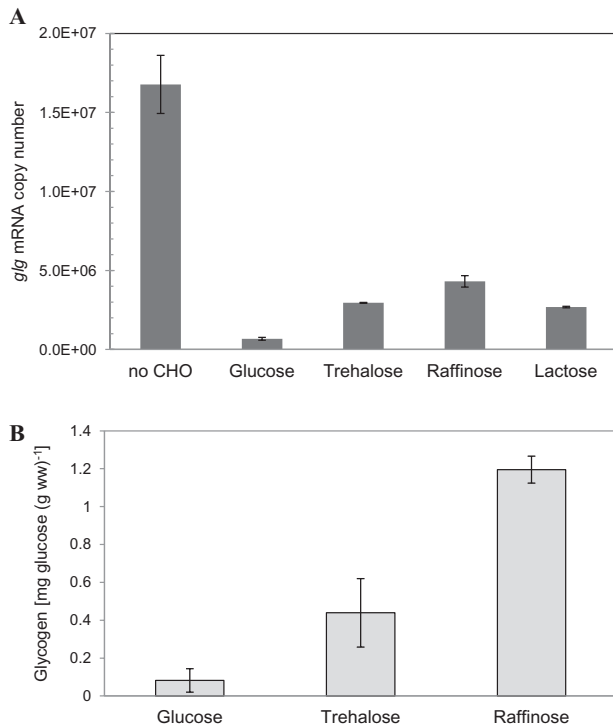 A
glg mRNA copy number
2.0E+07
1.5E+07
1.0E+07
5.0E+06
0.0E+00
no CHO Glucose Trehalose Raffinose Lactose
B
Glycogen [mg glucose (g ww)⁻¹]
1.4
1.2
1
0.8
0.6
0.4
0.2
0
Glucose Trehalose Raffinose